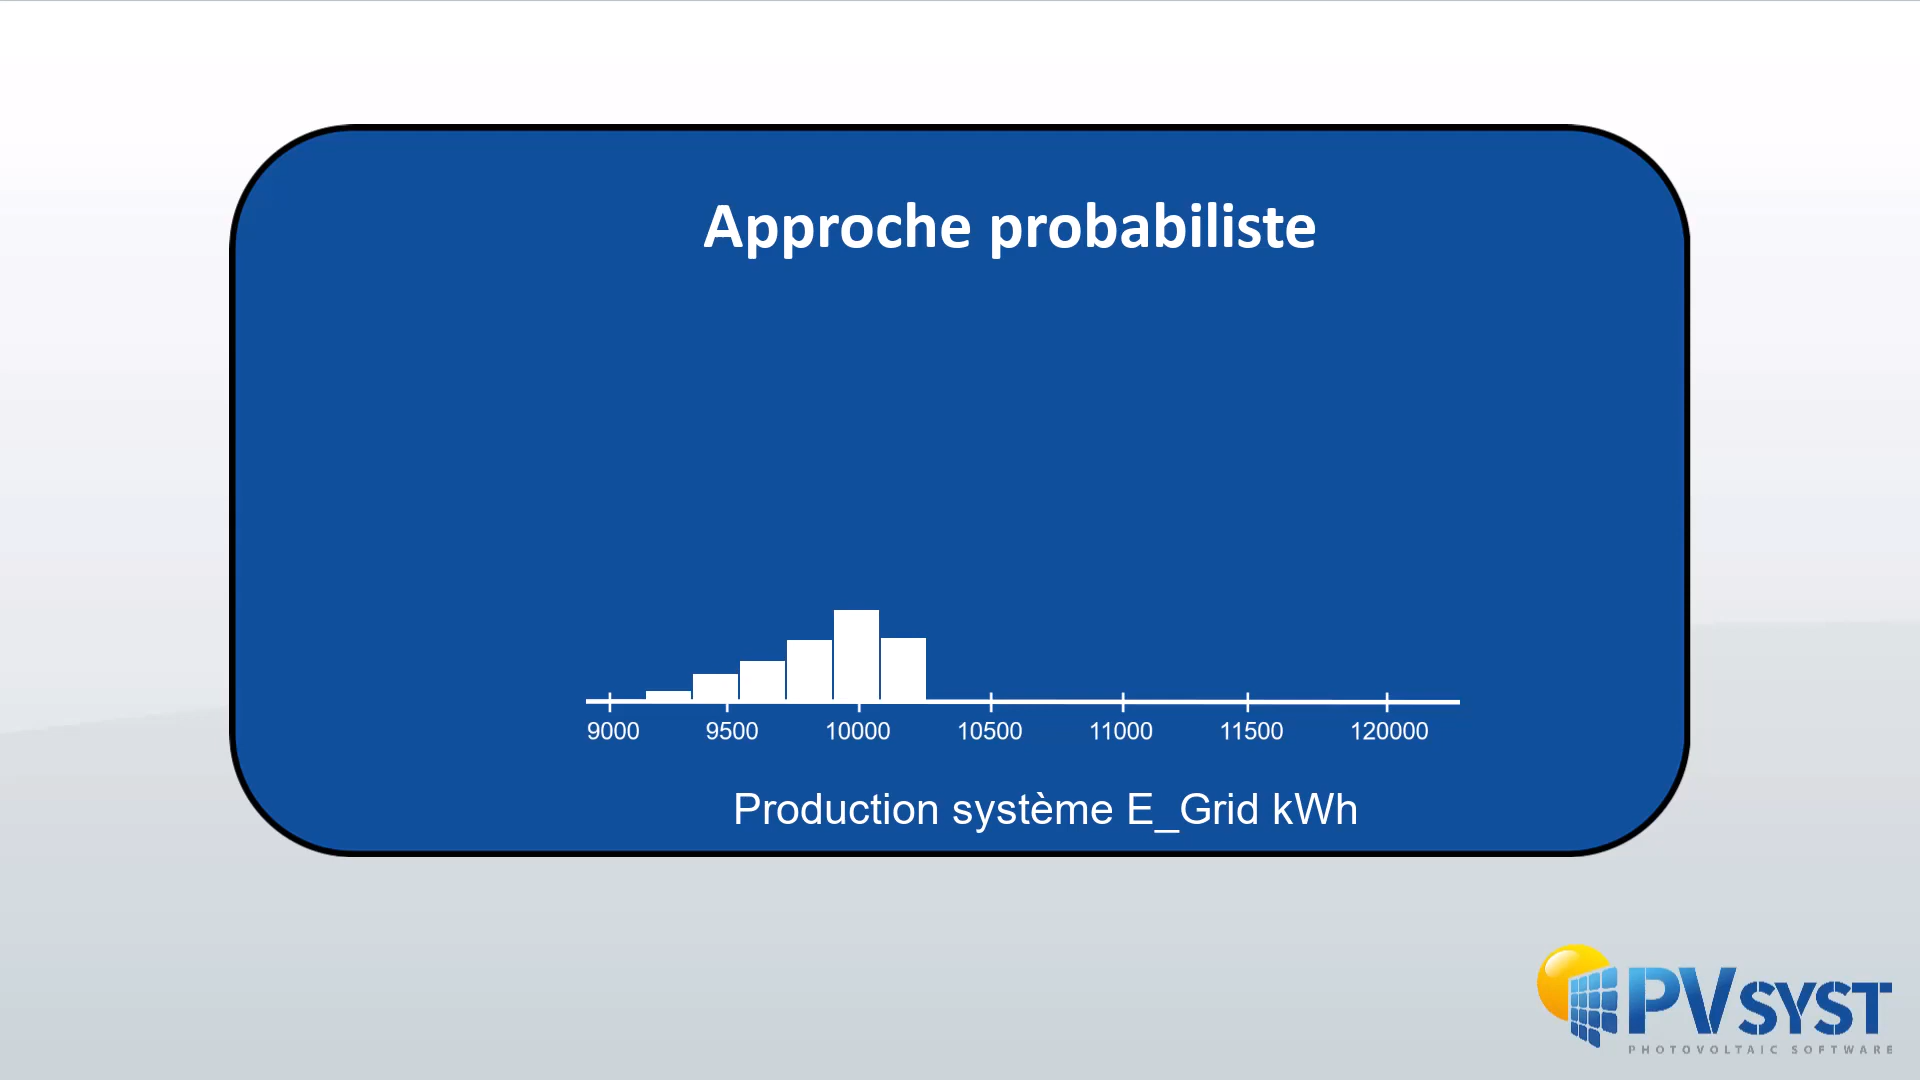 Approche probabiliste
9000 9500 10000 10500 11000 11500 120000
Production système E_Grid kWh
PVSYST
PHOTOVOLTAIC SOFTWARE